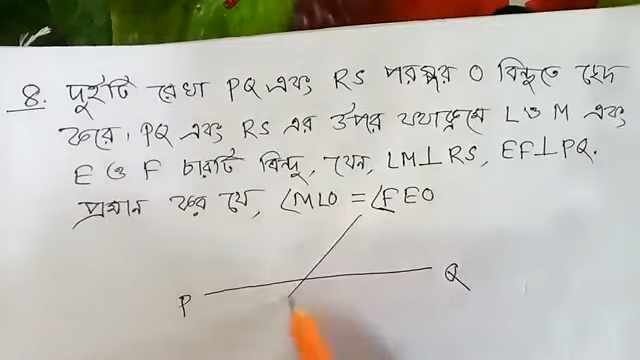 ৪. দুইটি রেখা PQ এবং RS পরস্পর O বিন্দুতে ছেদ
করে। PQ এবং RS এর উপর যথাক্রমে L ও M এবং
E ও F চারটি বিন্দু, যেন, LM⊥RS, EF⊥PQ.
প্রমান কর যে, ∠MLO = ∠FEO
P Q